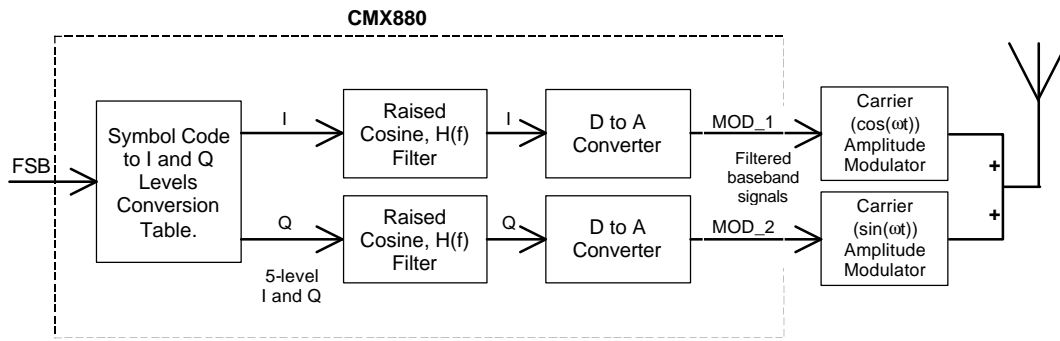 CMX880
FSB
Symbol Code
to I and Q
Levels
Conversion
Table.
I
Raised
Cosine, H(f)
Filter
I
D to A
Converter
MOD_1
Carrier
(cos(ωt))
Amplitude
Modulator
Filtered
baseband
signals
+
+
Q
5-level
I and Q
Raised
Cosine, H(f)
Filter
Q
D to A
Converter
MOD_2
Carrier
(sin(ωt))
Amplitude
Modulator